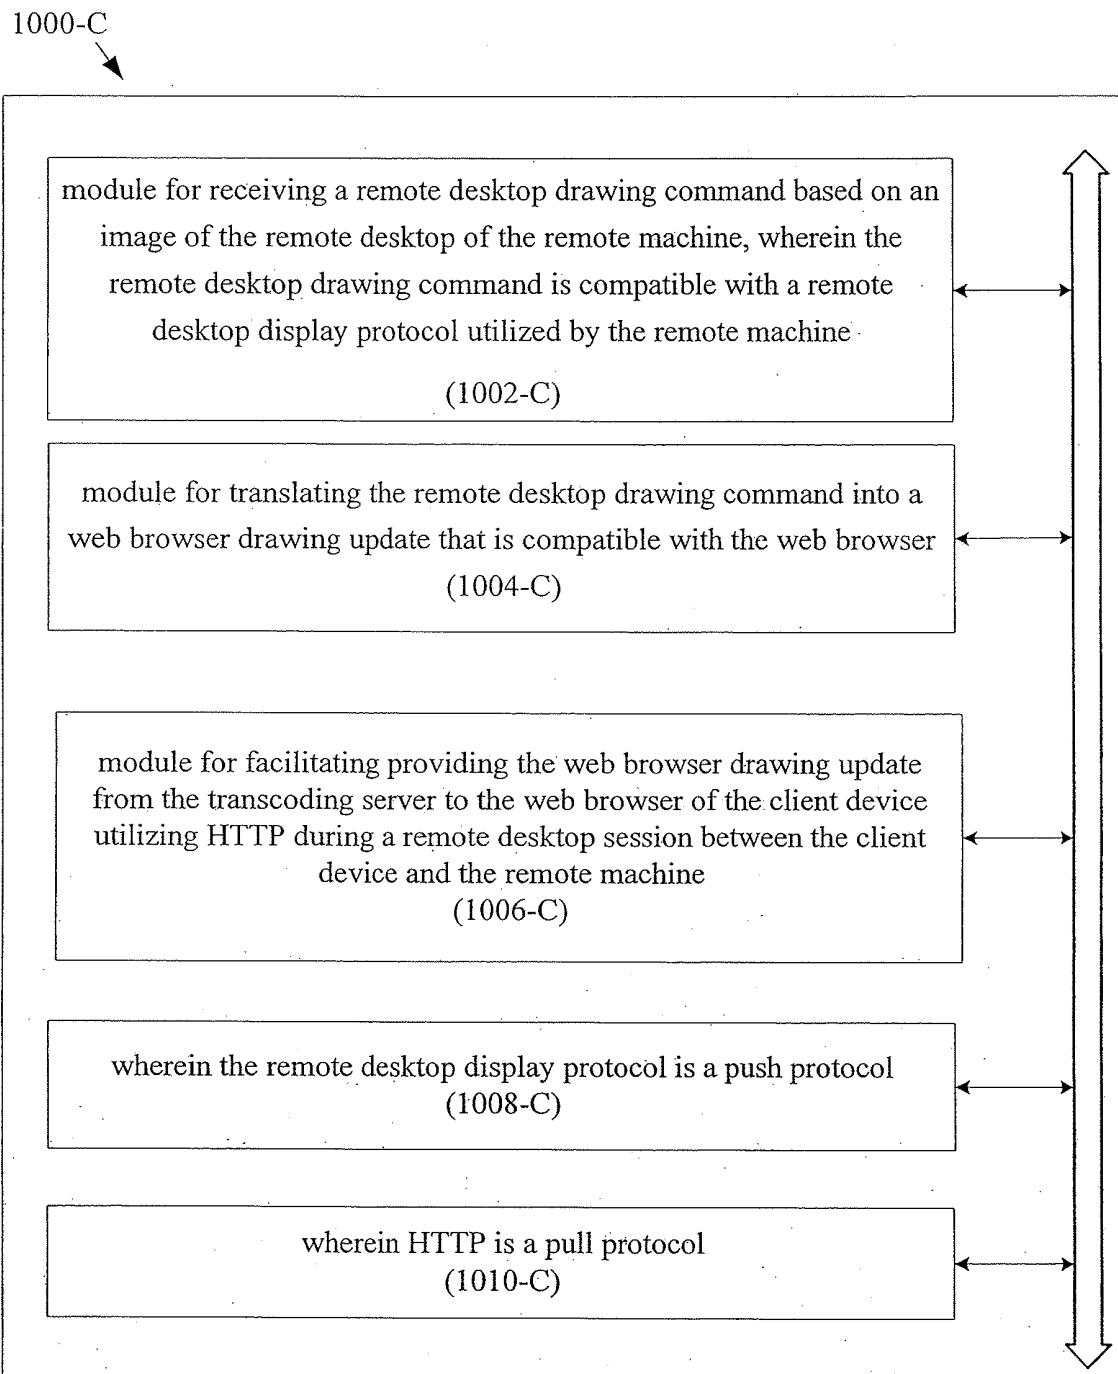 1000-C
module for receiving a remote desktop drawing command based on an
image of the remote desktop of the remote machine, wherein the
remote desktop drawing command is compatible with a remote
desktop display protocol utilized by the remote machine
(1002-C)
module for translating the remote desktop drawing command into a
web browser drawing update that is compatible with the web browser
(1004-C)
module for facilitating providing the web browser drawing update
from the transcoding server to the web browser of the client device
utilizing HTTP during a remote desktop session between the client
device and the remote machine
(1006-C)
wherein the remote desktop display protocol is a push protocol
(1008-C)
wherein HTTP is a pull protocol
(1010-C)